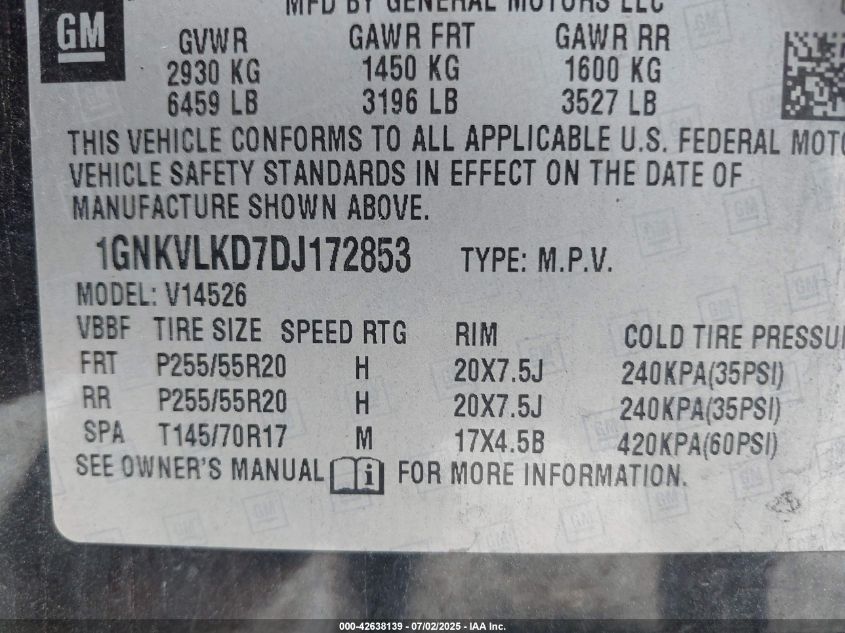 MFD BY GENERAL MOTORS LLC
GM
GVWR GAWR FRT GAWR RR
2930 KG 1450 KG 1600 KG
6459 LB 3196 LB 3527 LB
THIS VEHICLE CONFORMS TO ALL APPLICABLE U.S. FEDERAL MOTO
VEHICLE SAFETY STANDARDS IN EFFECT ON THE DATE OF
MANUFACTURE SHOWN ABOVE.
1GNKVLKD7DJ172853 TYPE: M.P.V.
MODEL: V14526
VBBF TIRE SIZE SPEED RTG RIM COLD TIRE PRESSU
FRT P255/55R20 H 20X7.5J 240KPA(35PSI)
RR P255/55R20 H 20X7.5J 240KPA(35PSI)
SPA T145/70R17 M 17X4.5B 420KPA(60PSI)
SEE OWNER'S MANUAL i FOR MORE INFORMATION.
000-42638139 - 07/02/2025 - IAA Inc.